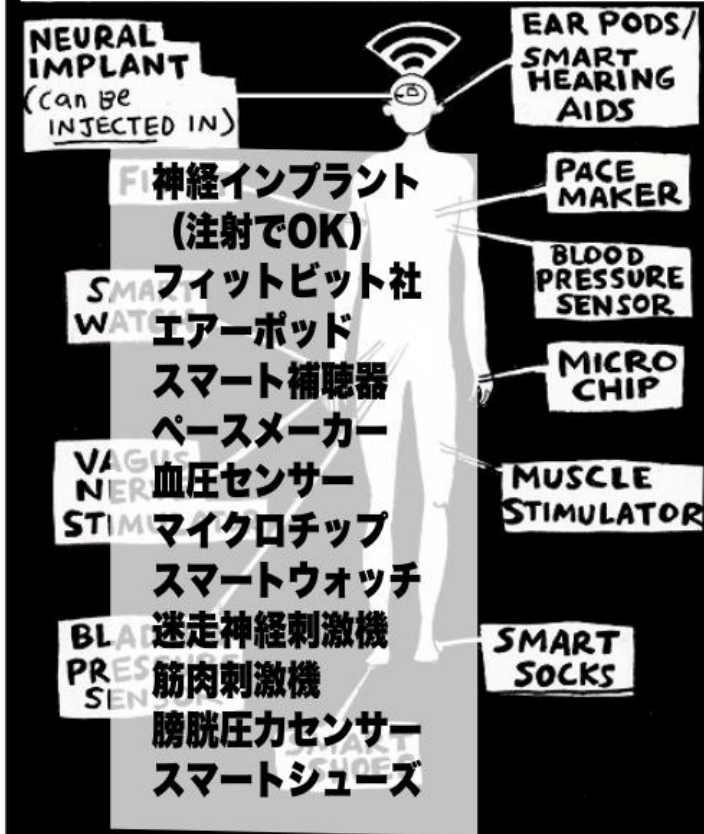 NEURAL
IMPLANT
(can be
INJECTED IN)
EAR PODS/
SMART
HEARING
AIDS
PACE
MAKER
BLOOD
PRESSURE
SENSOR
MICRO
CHIP
MUSCLE
STIMULATOR
SMART
SOCKS
SMART
WATCH
VAGUS
SMART
SHOES
神経インプラント
(注射でOK)
フィットビット社
エアーポッド
スマート補聴器
ペースメーカー
血圧センサー
マイクロチップ
スマートウォッチ
迷走神経刺激機
筋肉刺激機
膀胱圧力センサー
スマートシューズ